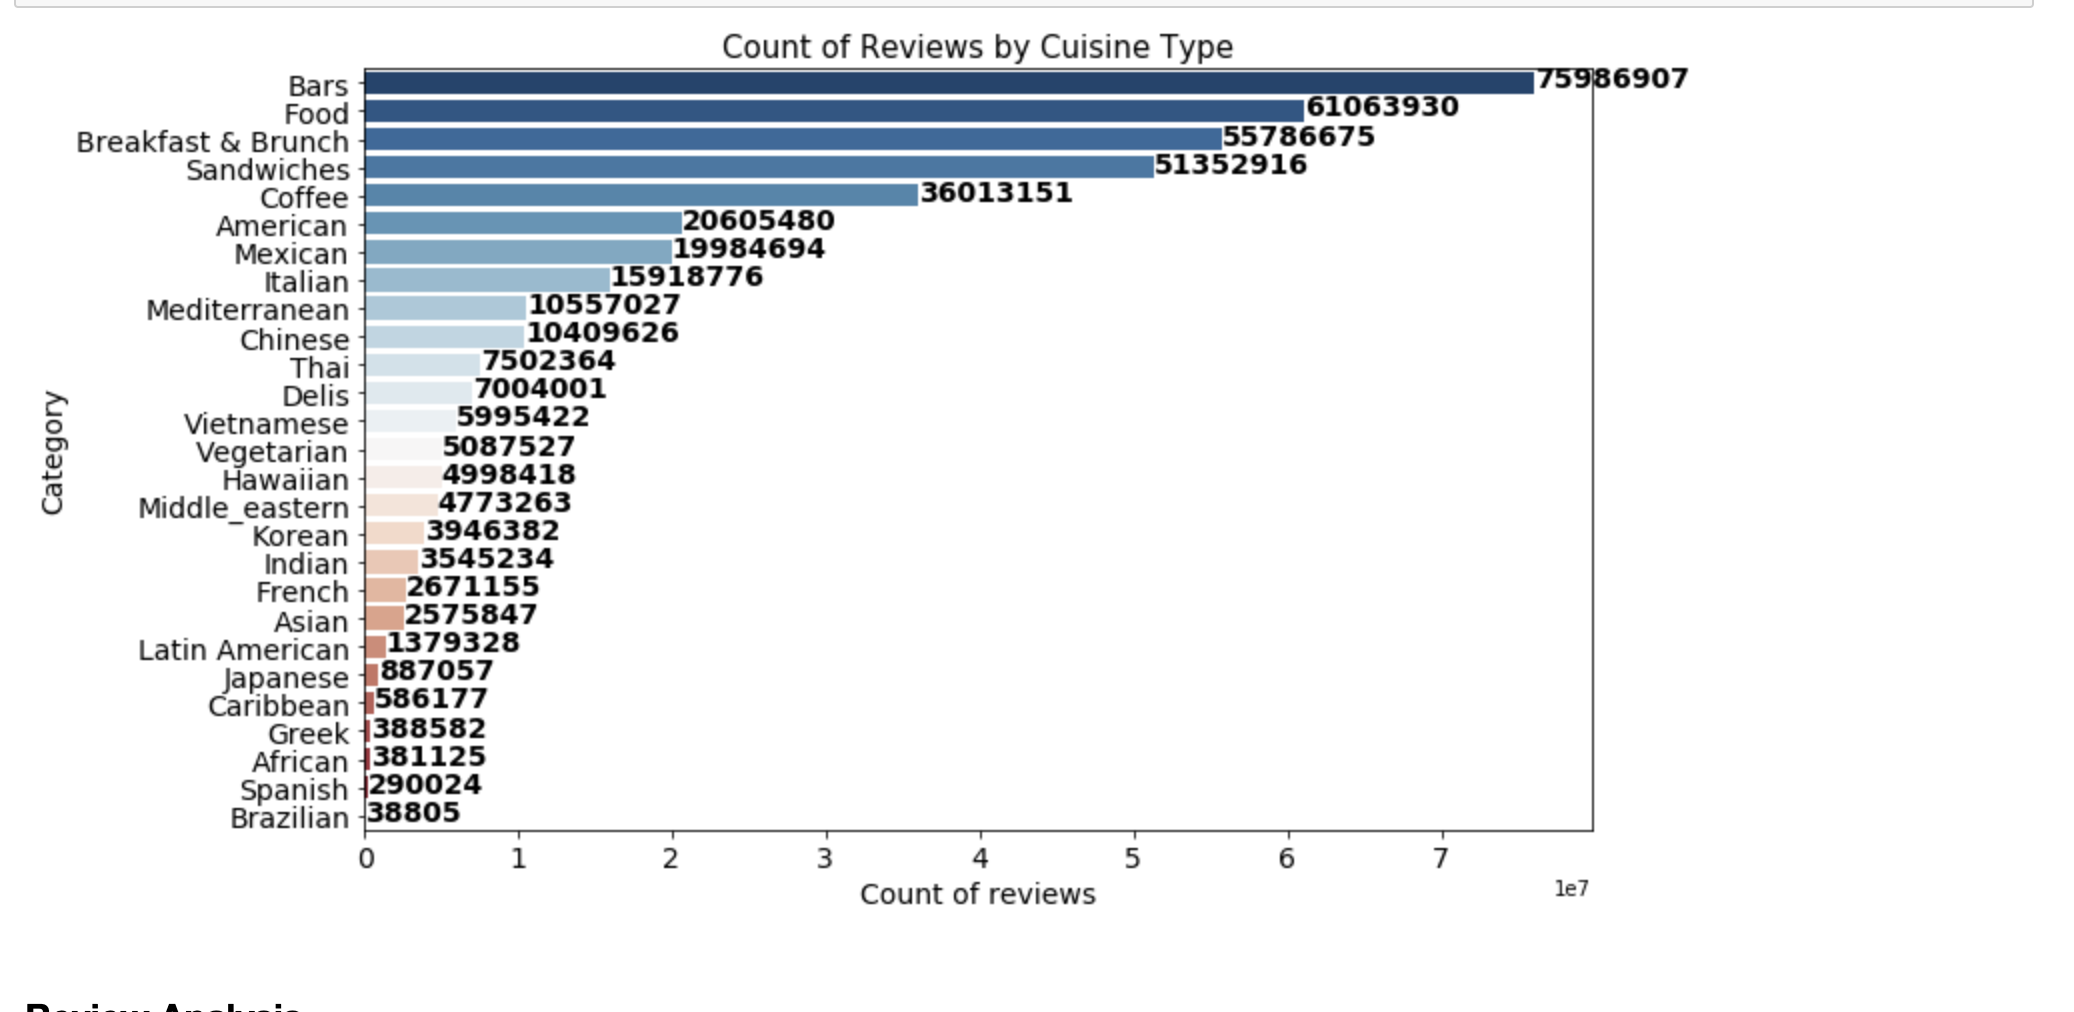 Count of Reviews by Cuisine Type
Bars 75986907
Food 61063930
Breakfast & Brunch 55786675
Sandwiches 51352916
Coffee 36013151
American 20605480
Mexican 19984694
Italian 15918776
Mediterranean 10557027
Chinese 10409626
Thai 7502364
Delis 7004001
Vietnamese 5995422
Vegetarian 5087527
Hawaiian 4998418
Middle_eastern 4773263
Korean 3946382
Indian 3545234
French 2671155
Asian 2575847
Latin American 1379328
Japanese 887057
Caribbean 586177
Greek 388582
African 381125
Spanish 290024
Brazilian 38805
Category
0 1 2 3 4 5 6 7
1e7
Count of reviews
Review Analysis